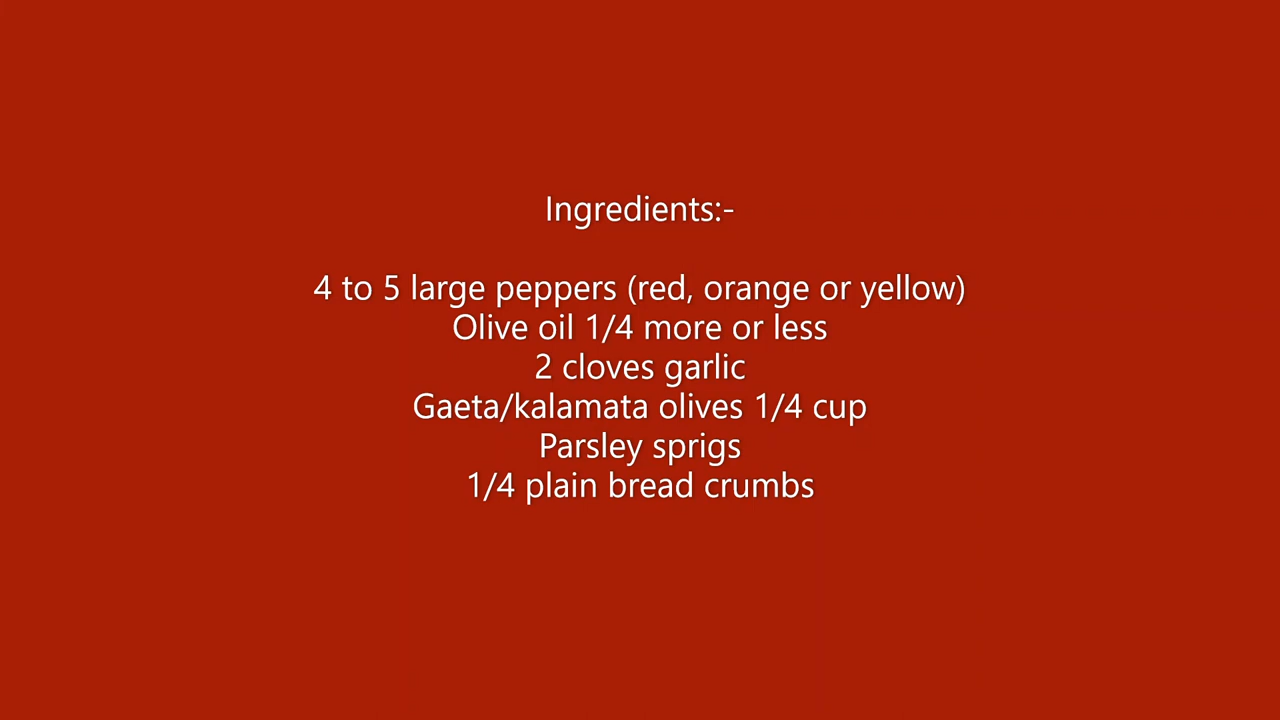 Ingredients:-
4 to 5 large peppers (red, orange or yellow)
Olive oil 1/4 more or less
2 cloves garlic
Gaeta/kalamata olives 1/4 cup
Parsley sprigs
1/4 plain bread crumbs